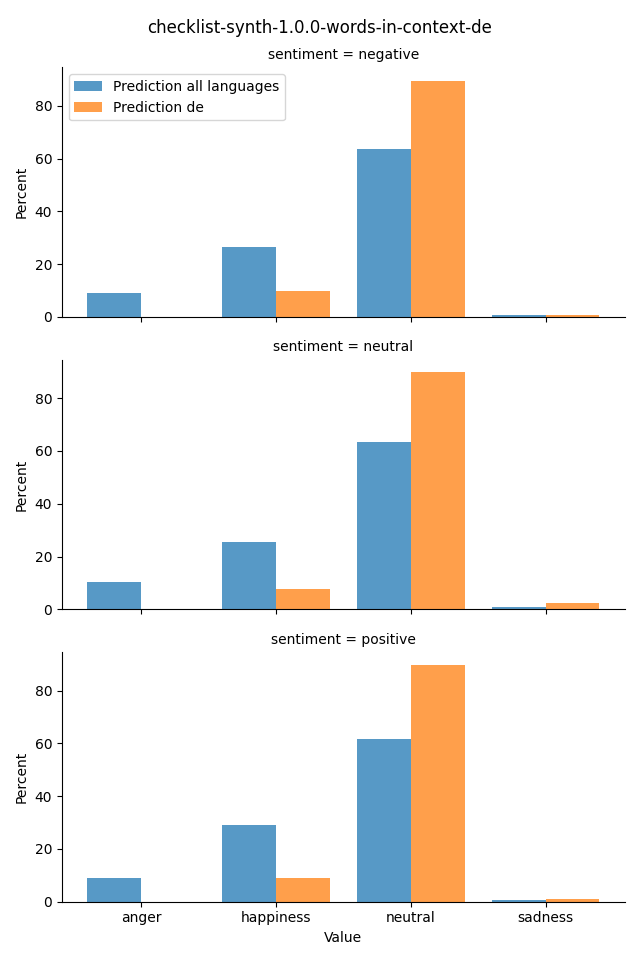 checklist-synth-1.0.0-words-in-context-de
sentiment = negative
Prediction all languages
Prediction de
80
60
40
20
0
Percent
sentiment = neutral
80
60
40
20
0
Percent
sentiment = positive
80
60
40
20
0
Percent
anger happiness neutral sadness
Value